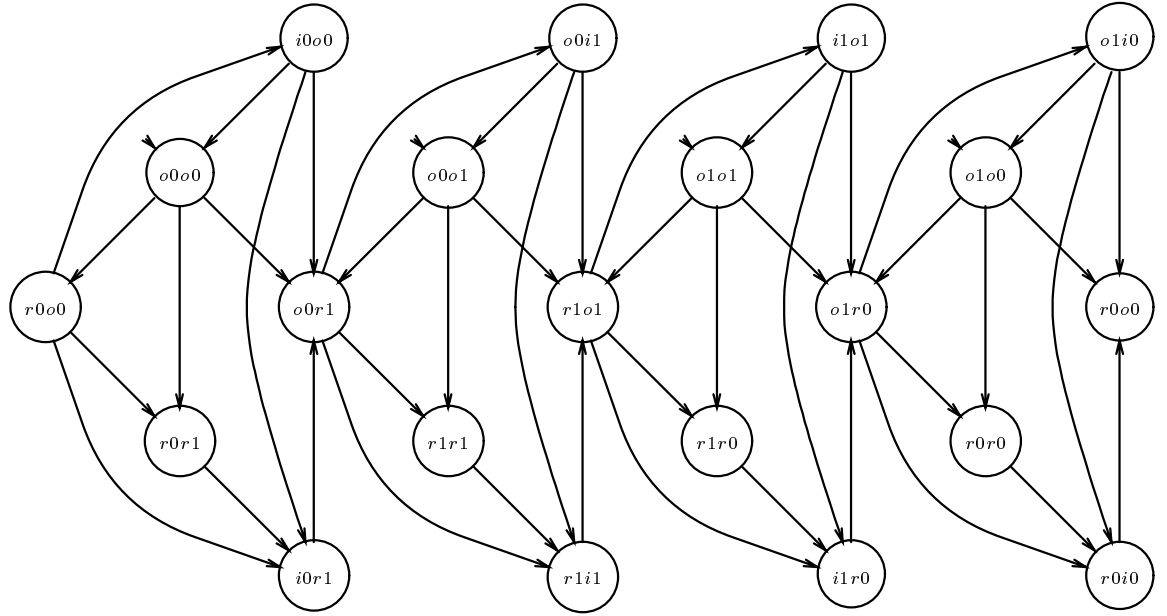 i0o0 o0i1 i1o1 o1i0
o0o0 o0o1 o1o1 o1o0
r0o0 o0r1 r1o1 o1r0 r0o0
r0r1 r1r1 r1r0 r0r0
i0r1 r1i1 i1r0 r0i0